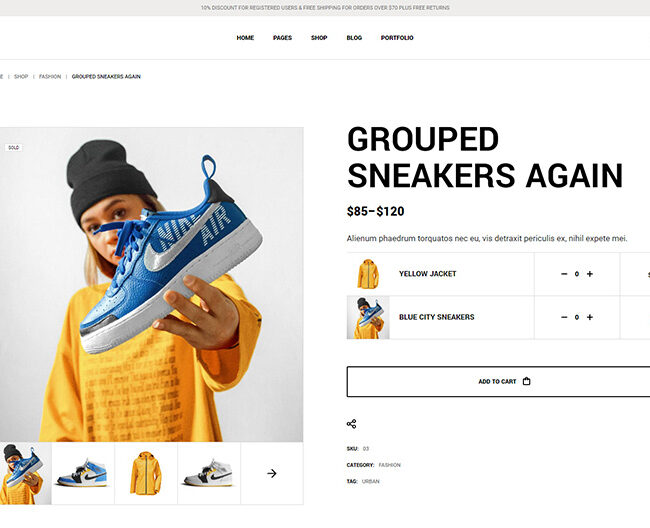 10% DISCOUNT FOR REGISTERED USERS & FREE SHIPPING FOR ORDERS OVER $70 PLUS FREE RETURNS
HOME PAGES SHOP BLOG PORTFOLIO
E | SHOP | FASHION | GROUPED SNEAKERS AGAIN
SOLD
NIKE
AIR
GROUPED
SNEAKERS AGAIN
$85–$120
Alienum phaedrum torquatos nec eu, vis detraxit periculis ex, nihil expete mei.
YELLOW JACKET — 0 +
BLUE CITY SNEAKERS — 0 +
ADD TO CART
SKU: 03
CATEGORY: FASHION
TAG: URBAN